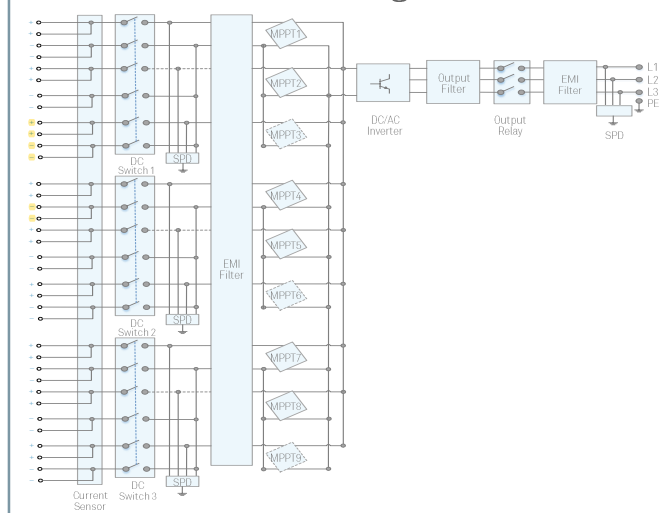 MPPT1
MPPT2
MPPT3
SPD
DC
Switch 1
MPPT4
MPPT5
MPPT6
SPD
DC
Switch 2
MPPT7
MPPT8
MPPT9
SPD
DC
Switch 3
Current
Sensor
EMI
Filter
DC/AC
Inverter
Output
Filter
Output
Relay
EMI
Filter
SPD
L1
L2
L3
PE